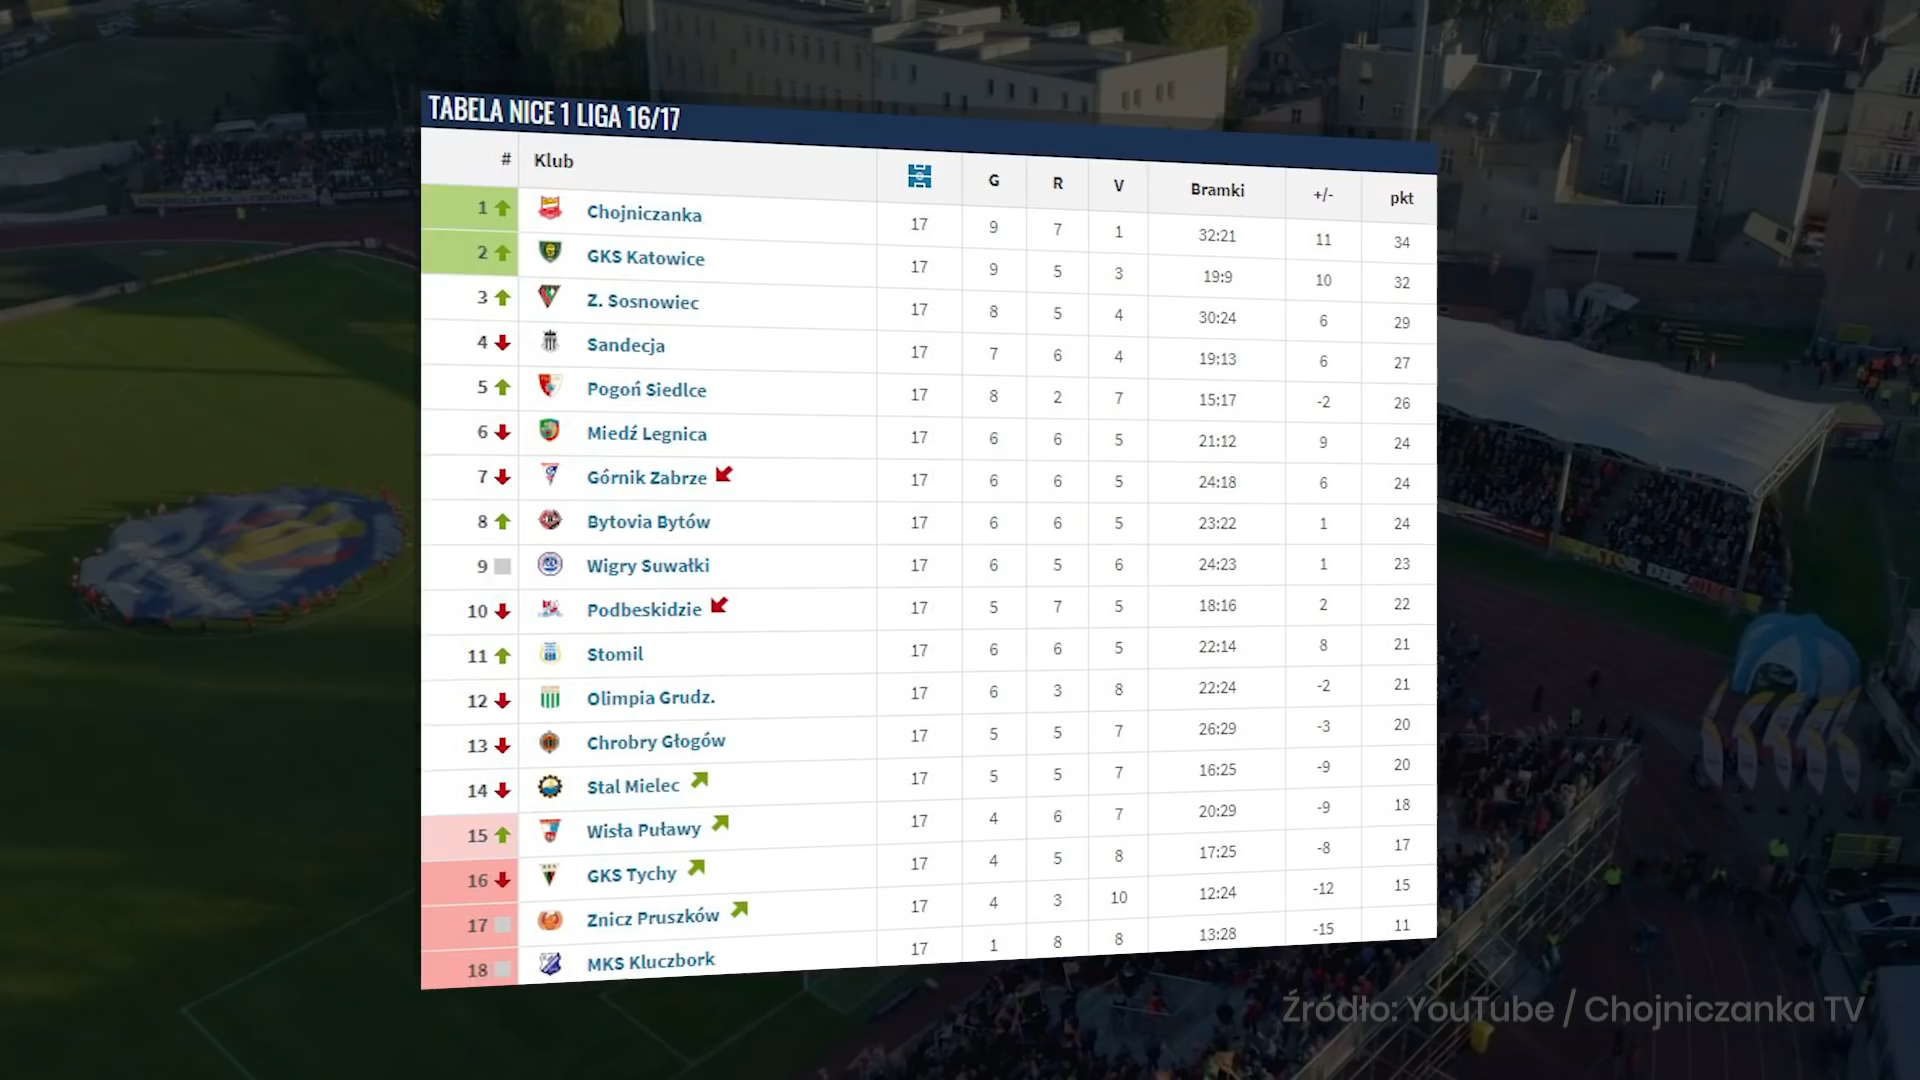 TABELA NICE 1 LIGA 16/17
# Klub G R V Bramki +/- pkt
1 Chojniczanka 17 9 7 1 32:21 11 34
2 GKS Katowice 17 9 5 3 19:9 10 32
3 Z. Sosnowiec 17 8 5 4 30:24 6 29
4 Sandecja 17 7 6 4 19:13 6 27
5 Pogoń Siedlce 17 8 2 7 15:17 -2 26
6 Miedź Legnica 17 6 6 5 21:12 9 24
7 Górnik Zabrze 17 6 6 5 24:18 6 24
8 Bytovia Bytów 17 6 6 5 23:22 1 24
9 Wigry Suwałki 17 6 5 6 24:23 1 23
10 Podbeskidzie 17 5 7 5 18:16 2 22
11 Stomil 17 6 6 5 22:14 8 21
12 Olimpia Grudz. 17 6 3 8 22:24 -2 21
13 Chrobry Głogów 17 5 5 7 26:29 -3 20
14 Stal Mielec 17 5 5 7 16:25 -9 20
15 Wisła Puławy 17 4 6 7 20:29 -9 18
16 GKS Tychy 17 4 5 8 17:25 -8 17
17 Znicz Pruszków 17 4 3 10 12:24 -12 15
18 MKS Kluczbork 17 1 8 8 13:28 -15 11
Źródło: YouTube / Chojniczanka TV